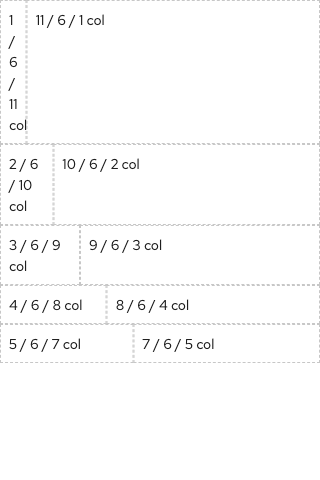 1
/
6
/
11
col
11 / 6 / 1 col
2 / 6
/ 10
col
10 / 6 / 2 col
3 / 6 / 9
col
9 / 6 / 3 col
4 / 6 / 8 col
8 / 6 / 4 col
5 / 6 / 7 col
7 / 6 / 5 col